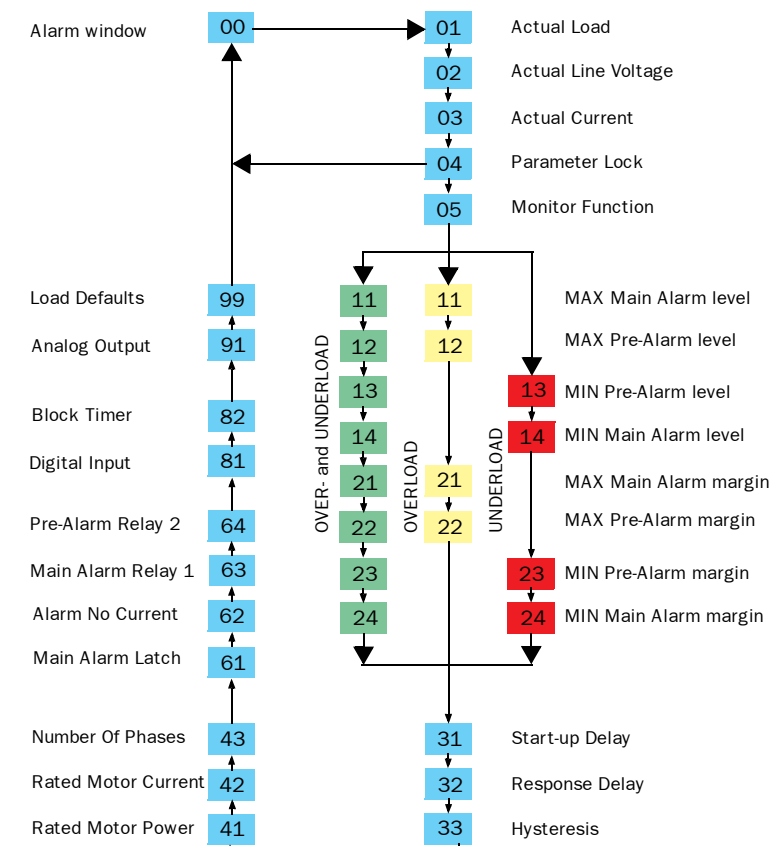 Alarm window 00 01 Actual Load
02 Actual Line Voltage
03 Actual Current
04 Parameter Lock
05 Monitor Function
Load Defaults 99 11 11 MAX Main Alarm level
Analog Output 91 12 12 MAX Pre-Alarm level
13 13 MIN Pre-Alarm level
Block Timer 82 14 14 MIN Main Alarm level
Digital Input 81 21 21 MAX Main Alarm margin
Pre-Alarm Relay 2 64 22 22 MAX Pre-Alarm margin
Main Alarm Relay 1 63 23 23 MIN Pre-Alarm margin
Alarm No Current 62 24 24 MIN Main Alarm margin
OVER- and UNDERLOAD
OVERLOAD
UNDERLOAD
Main Alarm Latch 61
Number Of Phases 43 31 Start-up Delay
Rated Motor Current 42 32 Response Delay
Rated Motor Power 41 33 Hysteresis